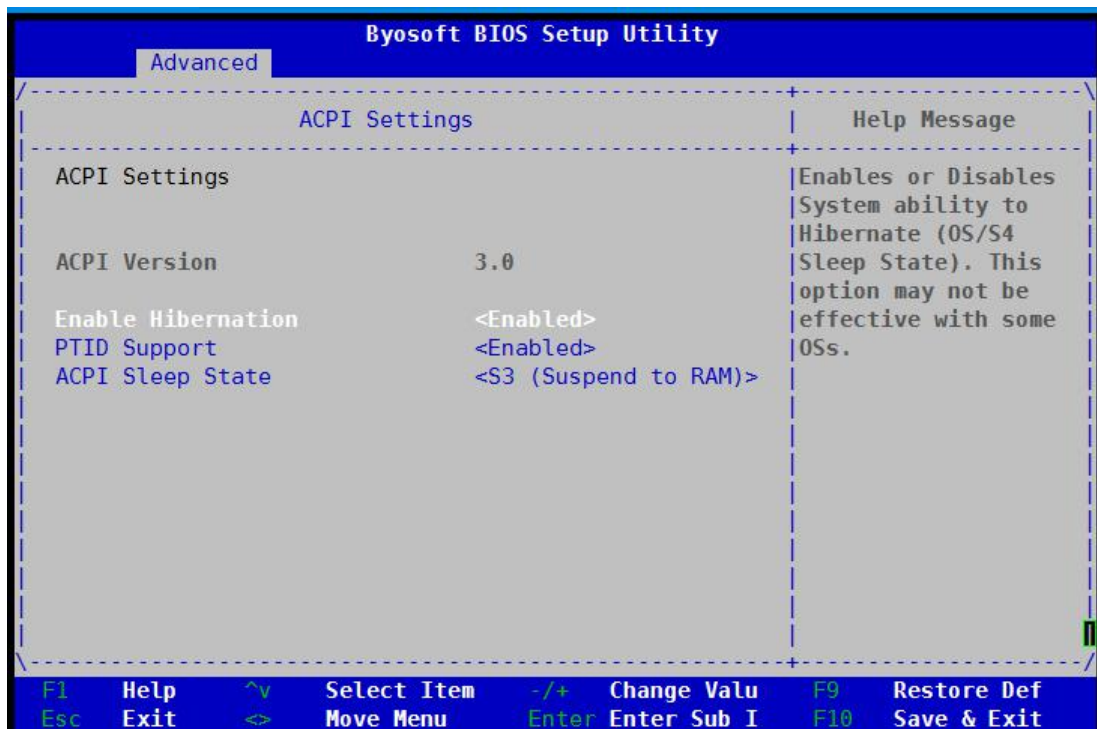 Byosoft BIOS Setup Utility
Advanced
ACPI Settings
Help Message
ACPI Settings
ACPI Version 3.0
Enable Hibernation <Enabled>
PTID Support <Enabled>
ACPI Sleep State <S3 (Suspend to RAM)>
Enables or Disables
System ability to
Hibernate (OS/S4
Sleep State). This
option may not be
effective with some
OSs.
F1 Help ^v Select Item -/+ Change Valu F9 Restore Def
Esc Exit <> Move Menu Enter Enter Sub I F10 Save & Exit